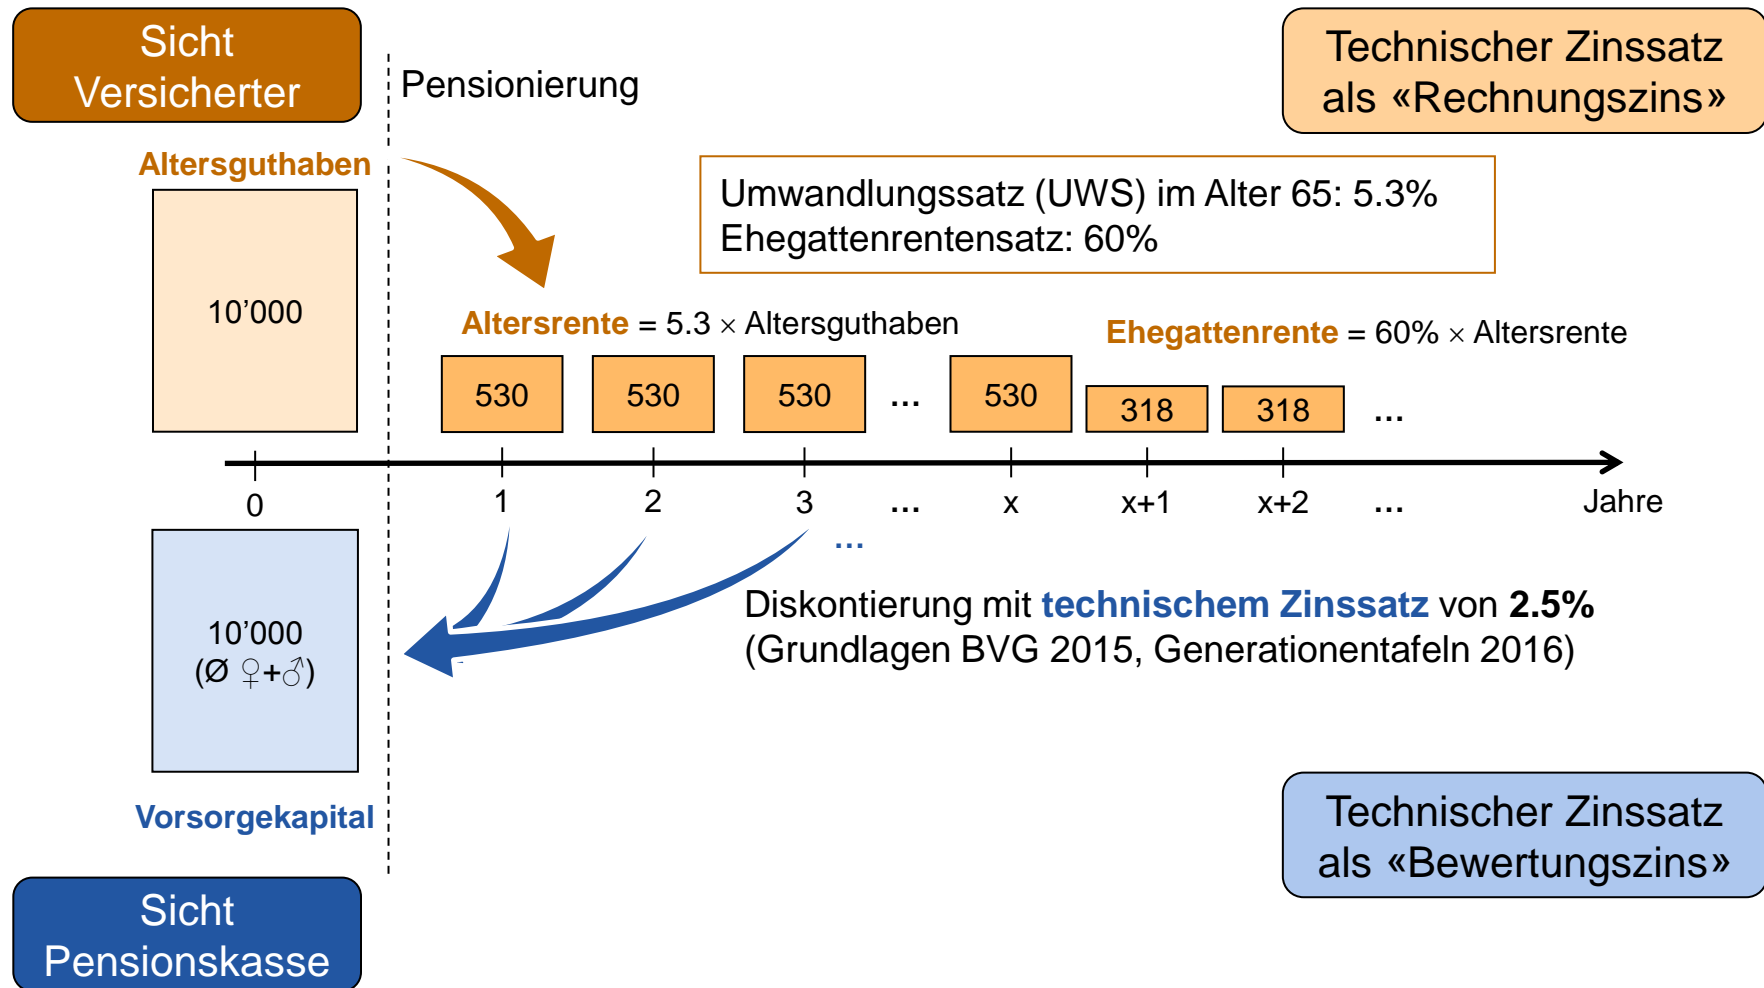 Sicht
Versicherter
Pensionierung
Technischer Zinssatz
als «Rechnungszins»
Altersguthaben
Umwandlungssatz (UWS) im Alter 65: 5.3%
Ehegattenrentensatz: 60%
10’000
Altersrente = 5.3 × Altersguthaben
Ehegattenrente = 60% × Altersrente
530 530 530 ... 530 318 318 ...
0 1 2 3 ... x x+1 x+2 ... Jahre
...
10’000
(Ø ♀+♂)
Diskontierung mit technischem Zinssatz von 2.5%
(Grundlagen BVG 2015, Generationentafeln 2016)
Vorsorgekapital
Technischer Zinssatz
als «Bewertungszins»
Sicht
Pensionskasse